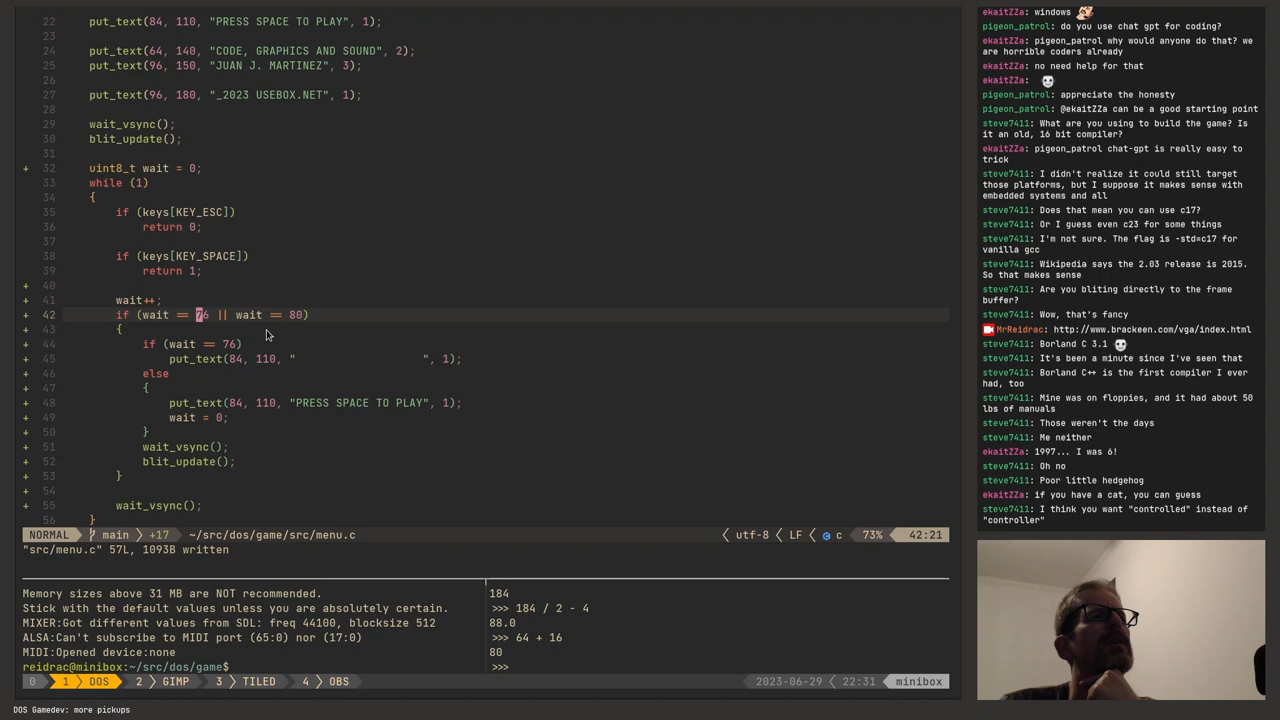 22 put_text(84, 110, "PRESS SPACE TO PLAY", 1);
23
24 put_text(64, 140, "CODE, GRAPHICS AND SOUND", 2);
25 put_text(96, 150, "JUAN J. MARTINEZ", 3);
26
27 put_text(96, 180, "_2023 USEBOX.NET", 1);
28
29 wait_vsync();
30 blit_update();
31
+ 32 uint8_t wait = 0;
33 while (1)
34 {
35 if (keys[KEY_ESC])
36 return 0;
37
38 if (keys[KEY_SPACE])
39 return 1;
+ 40
+ 41 wait++;
+ 42 if (wait == 76 || wait == 80)
+ 43 {
+ 44 if (wait == 76)
+ 45 put_text(84, 110, "                   ", 1);
+ 46 else
+ 47 {
+ 48 put_text(84, 110, "PRESS SPACE TO PLAY", 1);
+ 49 wait = 0;
+ 50 }
+ 51 wait_vsync();
+ 52 blit_update();
+ 53 }
+ 54
+ 55 wait_vsync();
56 }
NORMAL main +17 ~/src/dos/game/src/menu.c utf-8 LF c 73% 42:21
"src/menu.c" 57L, 1093B written
Memory sizes above 31 MB are NOT recommended.
Stick with the default values unless you are absolutely certain.
MIXER:Got different values from SDL: freq 44100, blocksize 512
ALSA:Can't subscribe to MIDI port (65:0) nor (17:0)
MIDI:Opened device:none
reidrac@minibox:~/src/dos/game$
184
>>> 184 / 2 - 4
88.0
>>> 64 + 16
80
>>>
0 1 DOS 2 GIMP 3 TILED 4 OBS 2023-06-29 22:31 minibox
DOS Gamedev: more pickups
ekaitZZa: windows
pigeon_patrol: do you use chat gpt for coding?
ekaitZZa: pigeon_patrol why would anyone do that? we
are horrible coders already
ekaitZZa: no need help for that
ekaitZZa:
pigeon_patrol: appreciate the honesty
pigeon_patrol: @ekaitZZa can be a good starting point
steve7411: What are you using to build the game? Is
it an old, 16 bit compiler?
ekaitZZa: pigeon_patrol chat-gpt is really easy to
trick
steve7411: I didn't realize it could still target
those platforms, but I suppose it makes sense with
embedded systems and all
steve7411: Does that mean you can use c17?
steve7411: Or I guess even c23 for some things
steve7411: I'm not sure. The flag is -std=c17 for
vanilla gcc
steve7411: Wikipedia says the 2.03 release is 2015.
So that makes sense
steve7411: Are you bliting directly to the frame
buffer?
steve7411: Wow, that's fancy
MrReidrac: http://www.brackeen.com/vga/index.html
steve7411: Borland C 3.1
steve7411: It's been a minute since I've seen that
steve7411: Borland C++ is the first compiler I ever
had, too
steve7411: Mine was on floppies, and it had about 50
lbs of manuals
steve7411: Those weren't the days
steve7411: Me neither
ekaitZZa: 1997... I was 6!
steve7411: Oh no
steve7411: Poor little hedgehog
ekaitZZa: if you have a cat, you can guess
steve7411: I think you want "controlled" instead of
"controller"